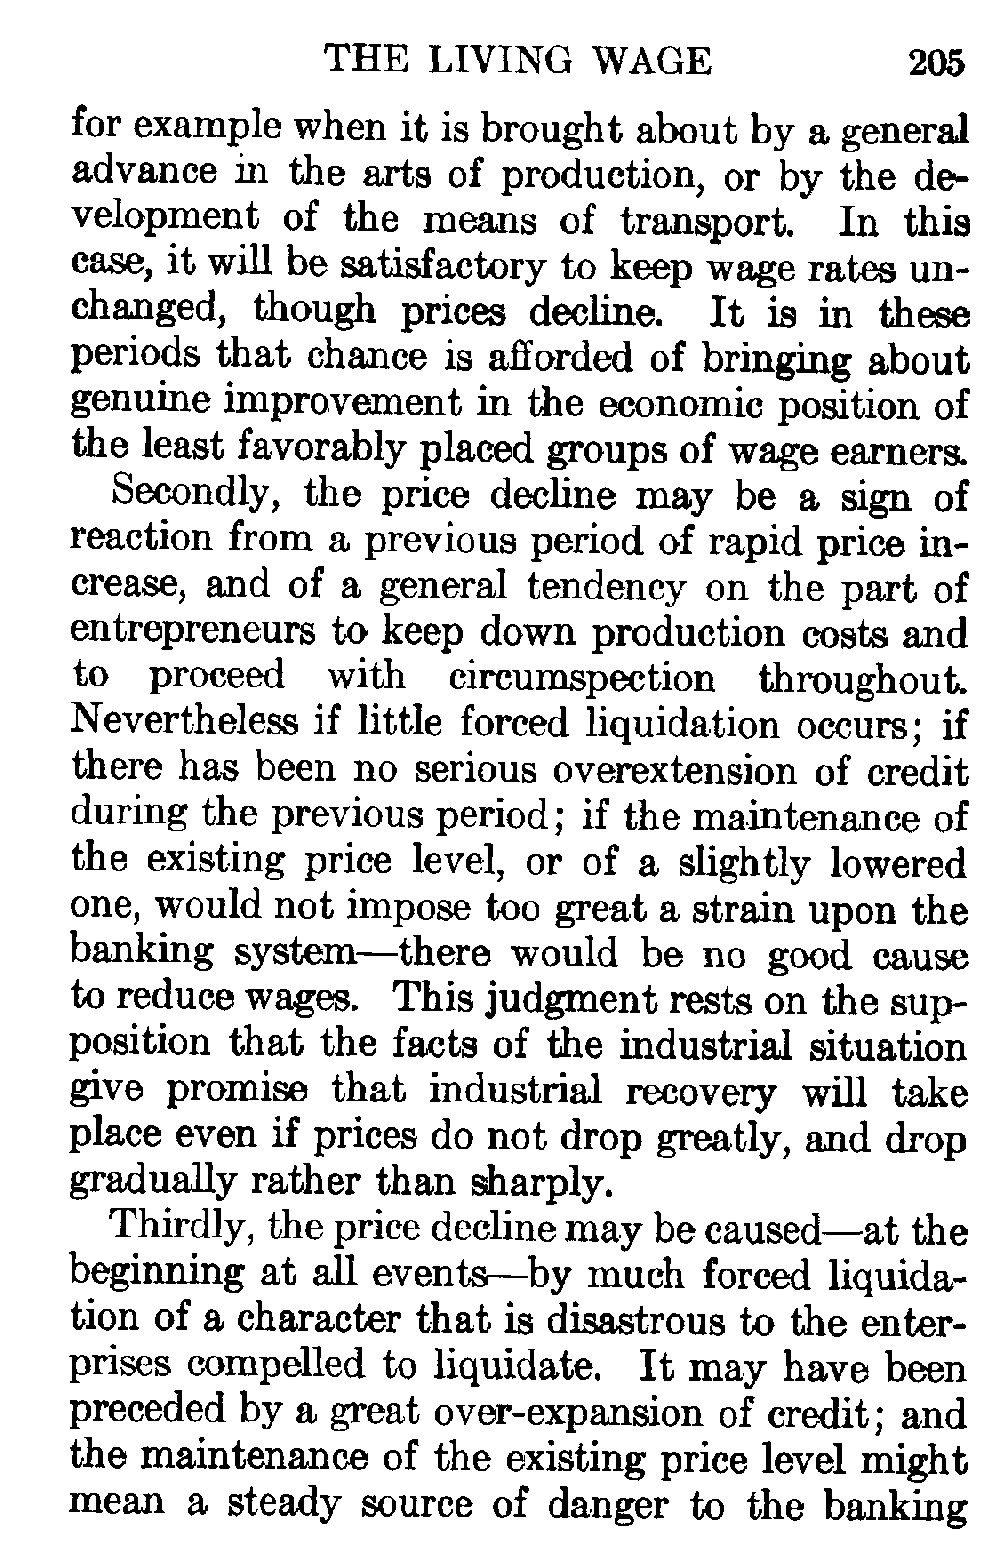 THE LIVING WAGE 205
for example when it is brought about by a general
advance in the arts of production, or by the de-
velopment of the means of transport. In this
case, it will be satisfactory to keep wage rates un-
changed, though prices decline. It is in these
periods that chance is afforded of bringing about
genuine improvement in the economic position of
the least favorably placed groups of wage earners.
Secondly, the price decline may be a sign of
reaction from a previous period of rapid price in-
crease, and of a general tendency on the part of
entrepreneurs to keep down production costs and
to proceed with circumspection throughout.
Nevertheless if little forced liquidation occurs; if
there has been no serious overextension of credit
during the previous period; if the maintenance of
the existing price level, or of a slightly lowered
one, would not impose too great a strain upon the
banking system—there would be no good cause
to reduce wages. This judgment rests on the sup-
position that the facts of the industrial situation
give promise that industrial recovery will take
place even if prices do not drop greatly, and drop
gradually rather than sharply.
Thirdly, the price decline may be caused—at the
beginning at all events—by much forced liquida-
tion of a character that is disastrous to the enter-
prises compelled to liquidate. It may have been
preceded by a great over-expansion of credit; and
the maintenance of the existing price level might
mean a steady source of danger to the banking